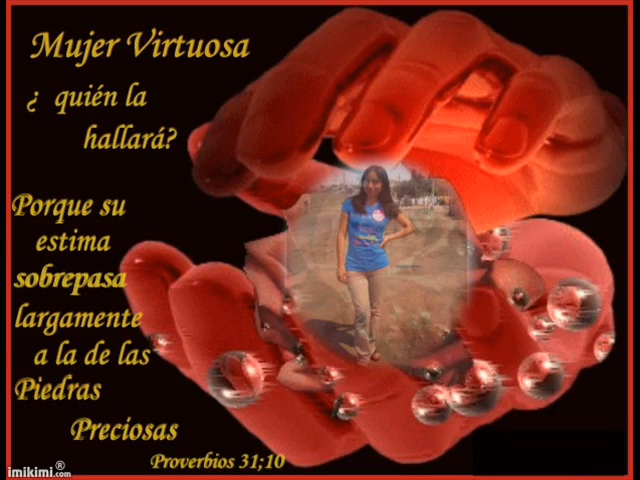 Mujer Virtuosa
¿ quién la
hallará?
Porque su
estima
sobrepasa
largamente
a la de las
Piedras
Preciosas
Proverbios 31;10
imikimi.com®